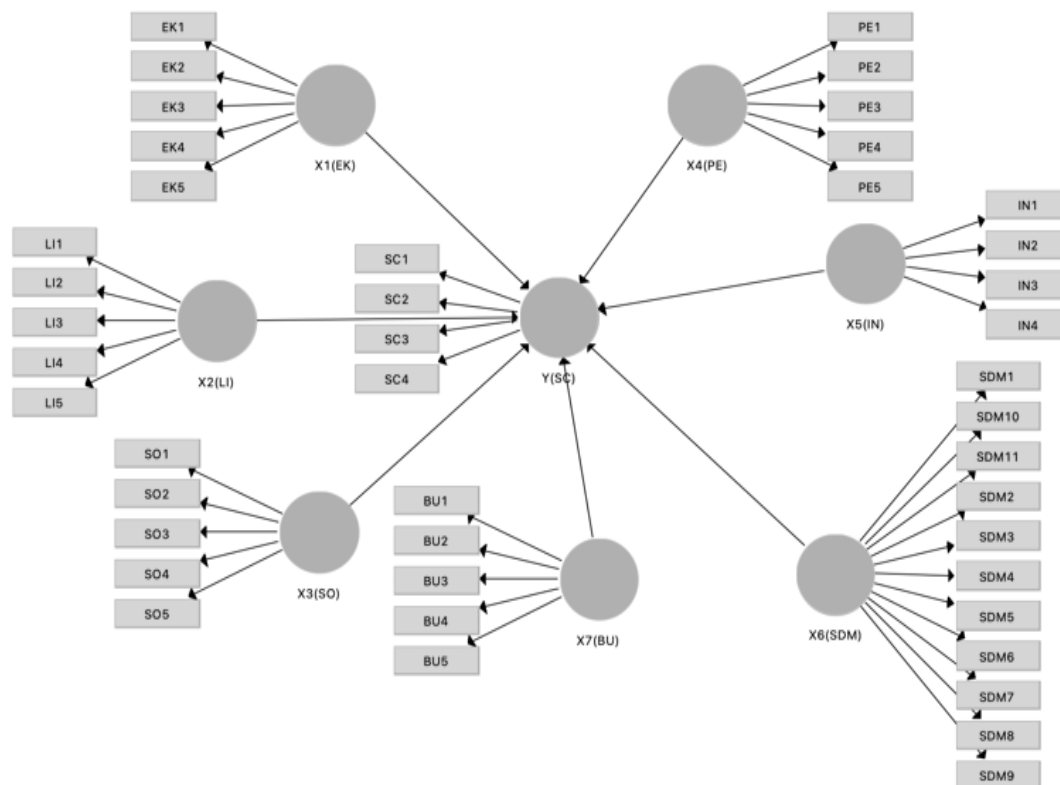 EK1
EK2
EK3
EK4
EK5
X1(EK)
PE1
PE2
PE3
PE4
PE5
X4(PE)
IN1
IN2
IN3
IN4
X5(IN)
LI1
LI2
LI3
LI4
LI5
X2(LI)
SC1
SC2
SC3
SC4
Y(SC)
SO1
SO2
SO3
SO4
SO5
X3(SO)
BU1
BU2
BU3
BU4
BU5
X7(BU)
SDM1
SDM10
SDM11
SDM2
SDM3
SDM4
SDM5
SDM6
SDM7
SDM8
SDM9
X6(SDM)